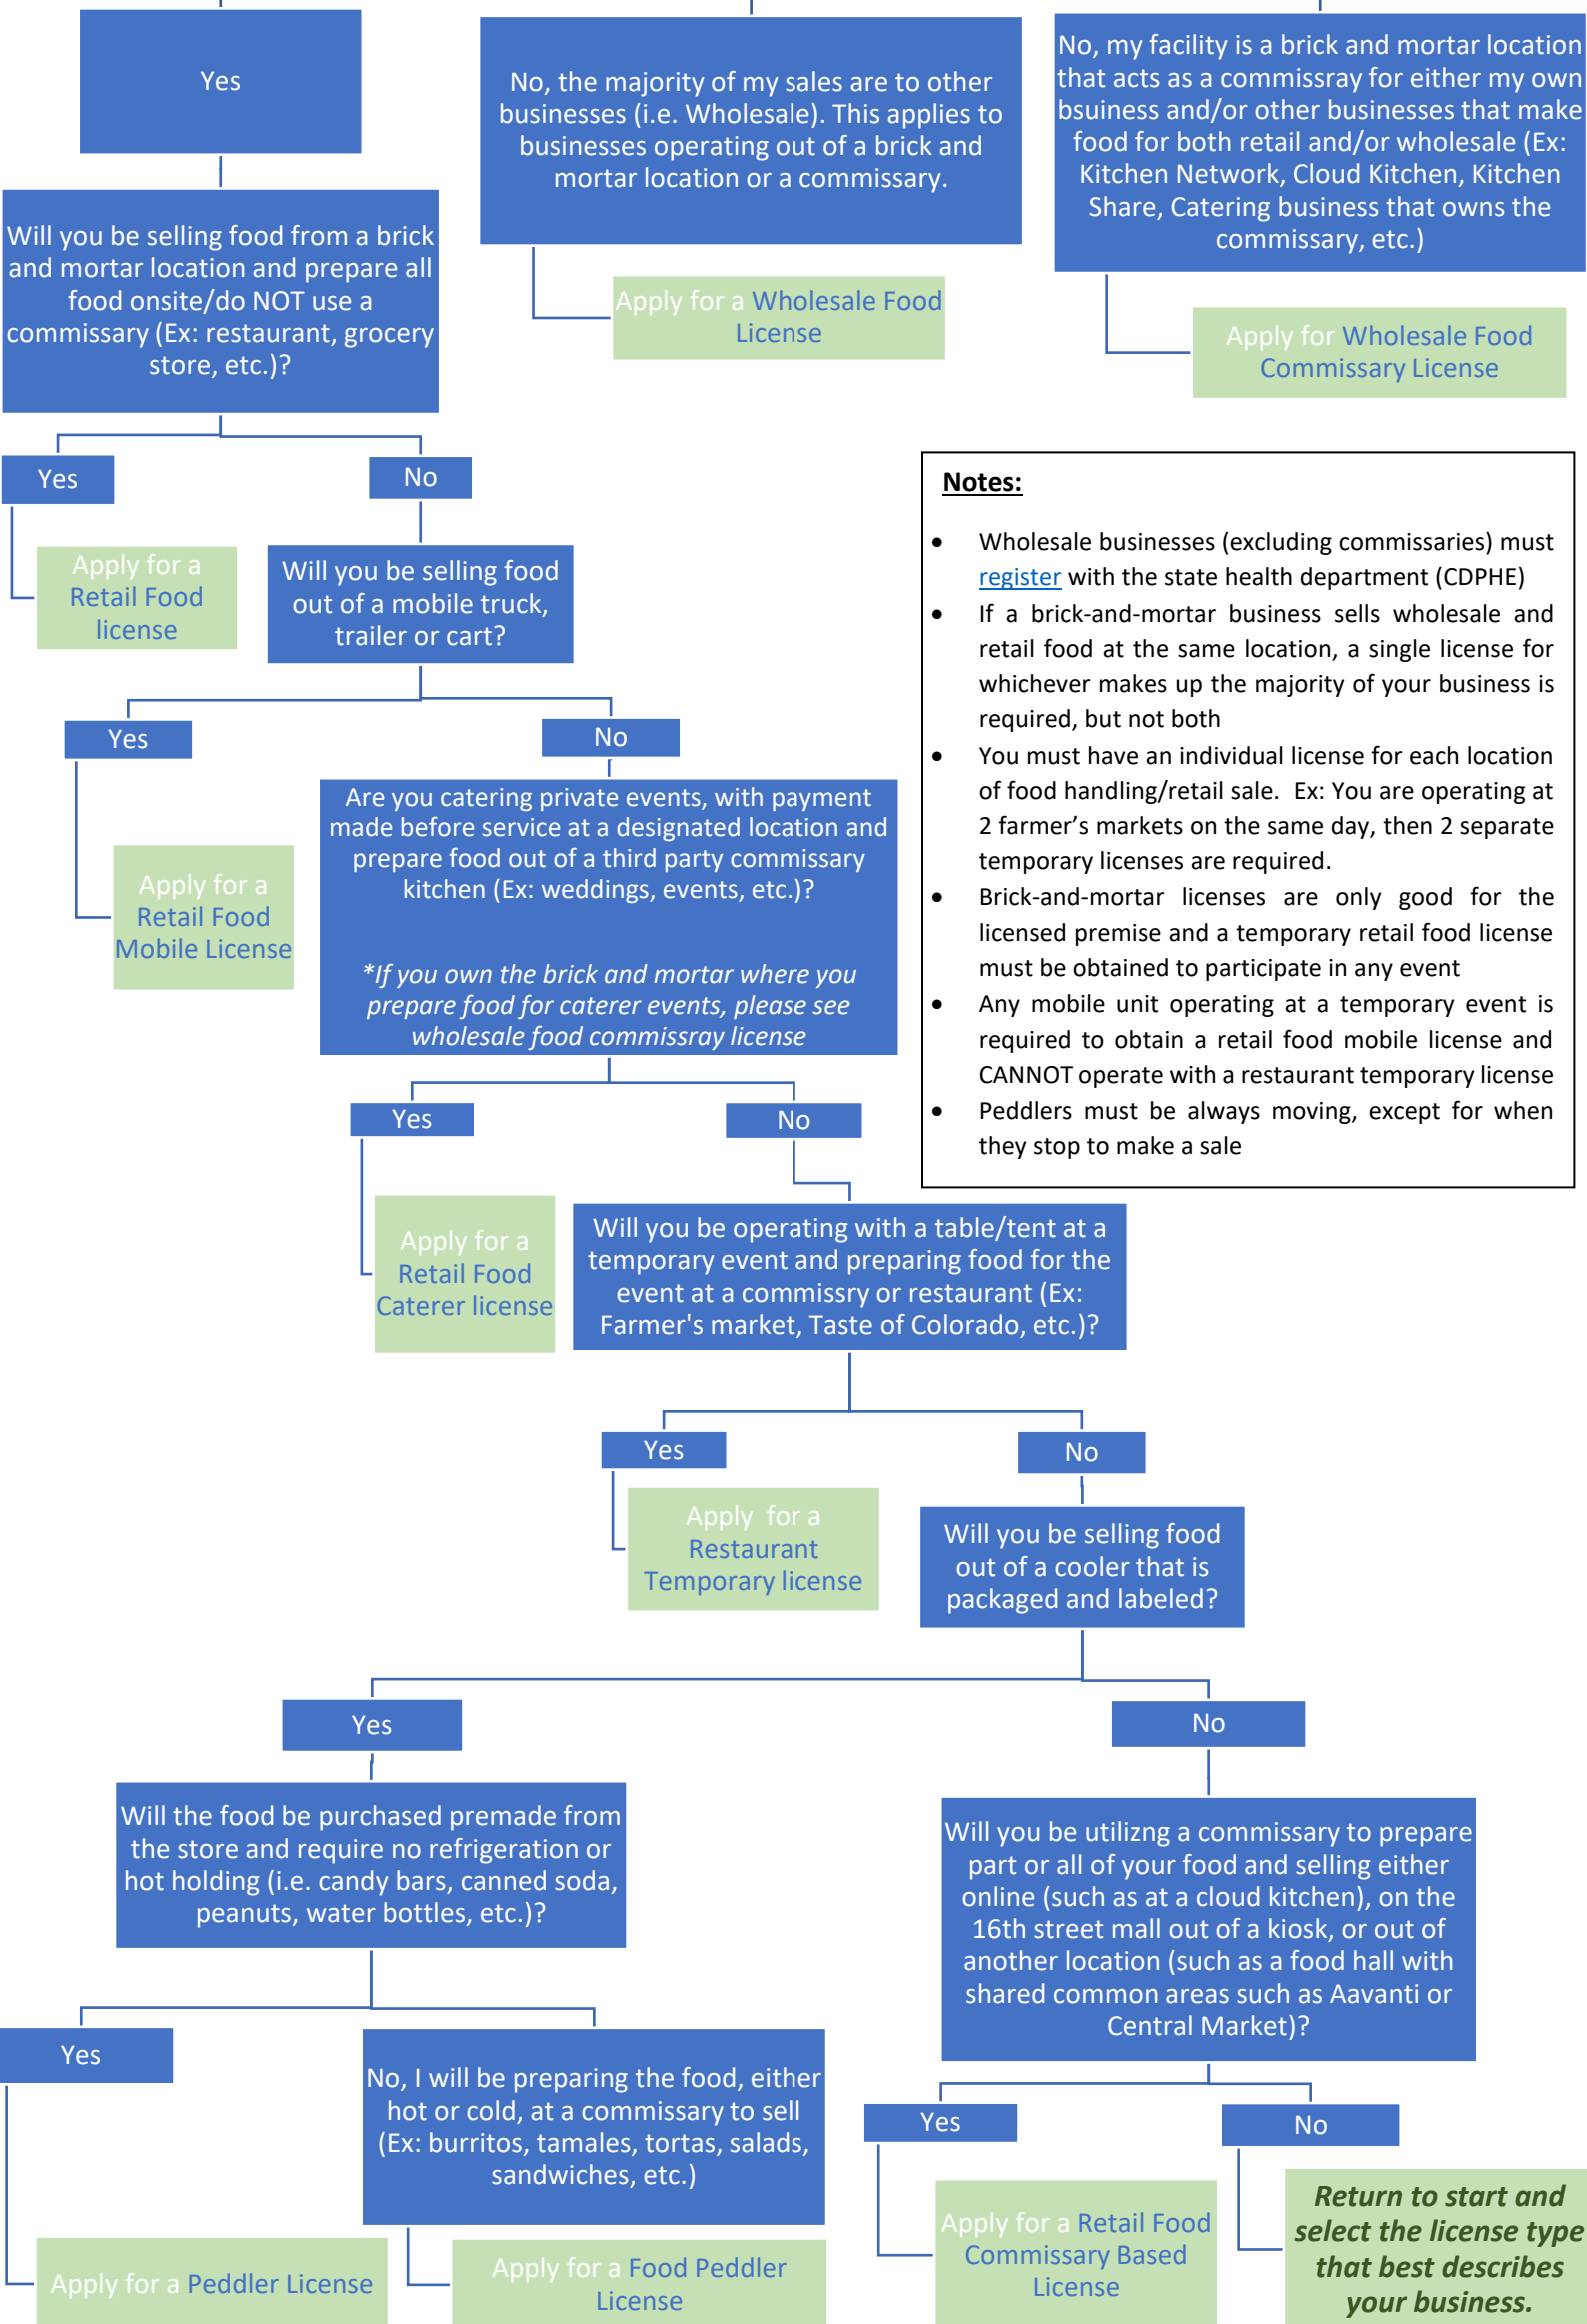 Yes
No, the majority of my sales are to other
businesses (i.e. Wholesale). This applies to
businesses operating out of a brick and
mortar location or a commissary.
No, my facility is a brick and mortar location
that acts as a commissray for either my own
bsuiness and/or other businesses that make
food for both retail and/or wholesale (Ex:
Kitchen Network, Cloud Kitchen, Kitchen
Share, Catering business that owns the
commissary, etc.)
Will you be selling food from a brick
and mortar location and prepare all
food onsite/do NOT use a
commissary (Ex: restaurant, grocery
store, etc.)?
Apply for a Wholesale Food
License
Apply for Wholesale Food
Commissary License
Yes
No
Apply for a
Retail Food
license
Will you be selling food
out of a mobile truck,
trailer or cart?
Notes:
• Wholesale businesses (excluding commissaries) must
register with the state health department (CDPHE)
• If a brick-and-mortar business sells wholesale and
retail food at the same location, a single license for
whichever makes up the majority of your business is
required, but not both
• You must have an individual license for each location
of food handling/retail sale. Ex: You are operating at
2 farmer's markets on the same day, then 2 separate
temporary licenses are required.
• Brick-and-mortar licenses are only good for the
licensed premise and a temporary retail food license
must be obtained to participate in any event
• Any mobile unit operating at a temporary event is
required to obtain a retail food mobile license and
CANNOT operate with a restaurant temporary license
• Peddlers must be always moving, except for when
they stop to make a sale
Yes
No
Apply for a
Retail Food
Mobile License
Are you catering private events, with payment
made before service at a designated location and
prepare food out of a third party commissary
kitchen (Ex: weddings, events, etc.)?
*If you own the brick and mortar where you
prepare food for caterer events, please see
wholesale food commissray license
Yes
No
Apply for a
Retail Food
Caterer license
Will you be operating with a table/tent at a
temporary event and preparing food for the
event at a commissry or restaurant (Ex:
Farmer's market, Taste of Colorado, etc.)?
Yes
No
Apply for a
Restaurant
Temporary license
Will you be selling food
out of a cooler that is
packaged and labeled?
Yes
No
Will the food be purchased premade from
the store and require no refrigeration or
hot holding (i.e. candy bars, canned soda,
peanuts, water bottles, etc.)?
Will you be utilizng a commissary to prepare
part or all of your food and selling either
online (such as at a cloud kitchen), on the
16th street mall out of a kiosk, or out of
another location (such as a food hall with
shared common areas such as Aavanti or
Central Market)?
Yes
No, I will be preparing the food, either
hot or cold, at a commissary to sell
(Ex: burritos, tamales, tortas, salads,
sandwiches, etc.)
Yes
No
Apply for a Peddler License
Apply for a Food Peddler
License
Apply for a Retail Food
Commissary Based
License
Return to start and
select the license type
that best describes
your business.